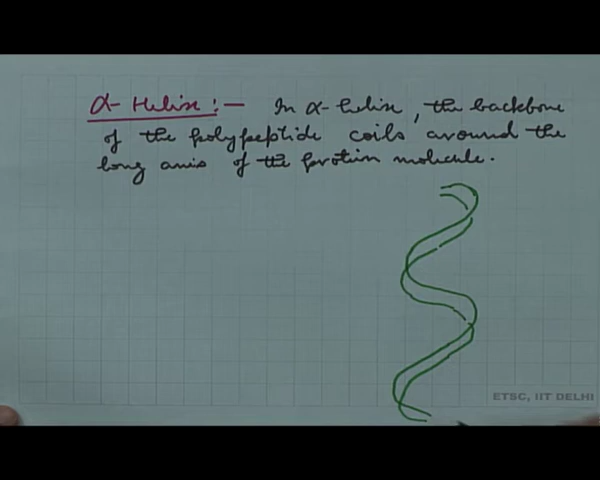 α- Helix :- In α-helix, the backbone
of the polypeptide coils around the
long axis of the protein molecule.
ETSC, IIT DELHI